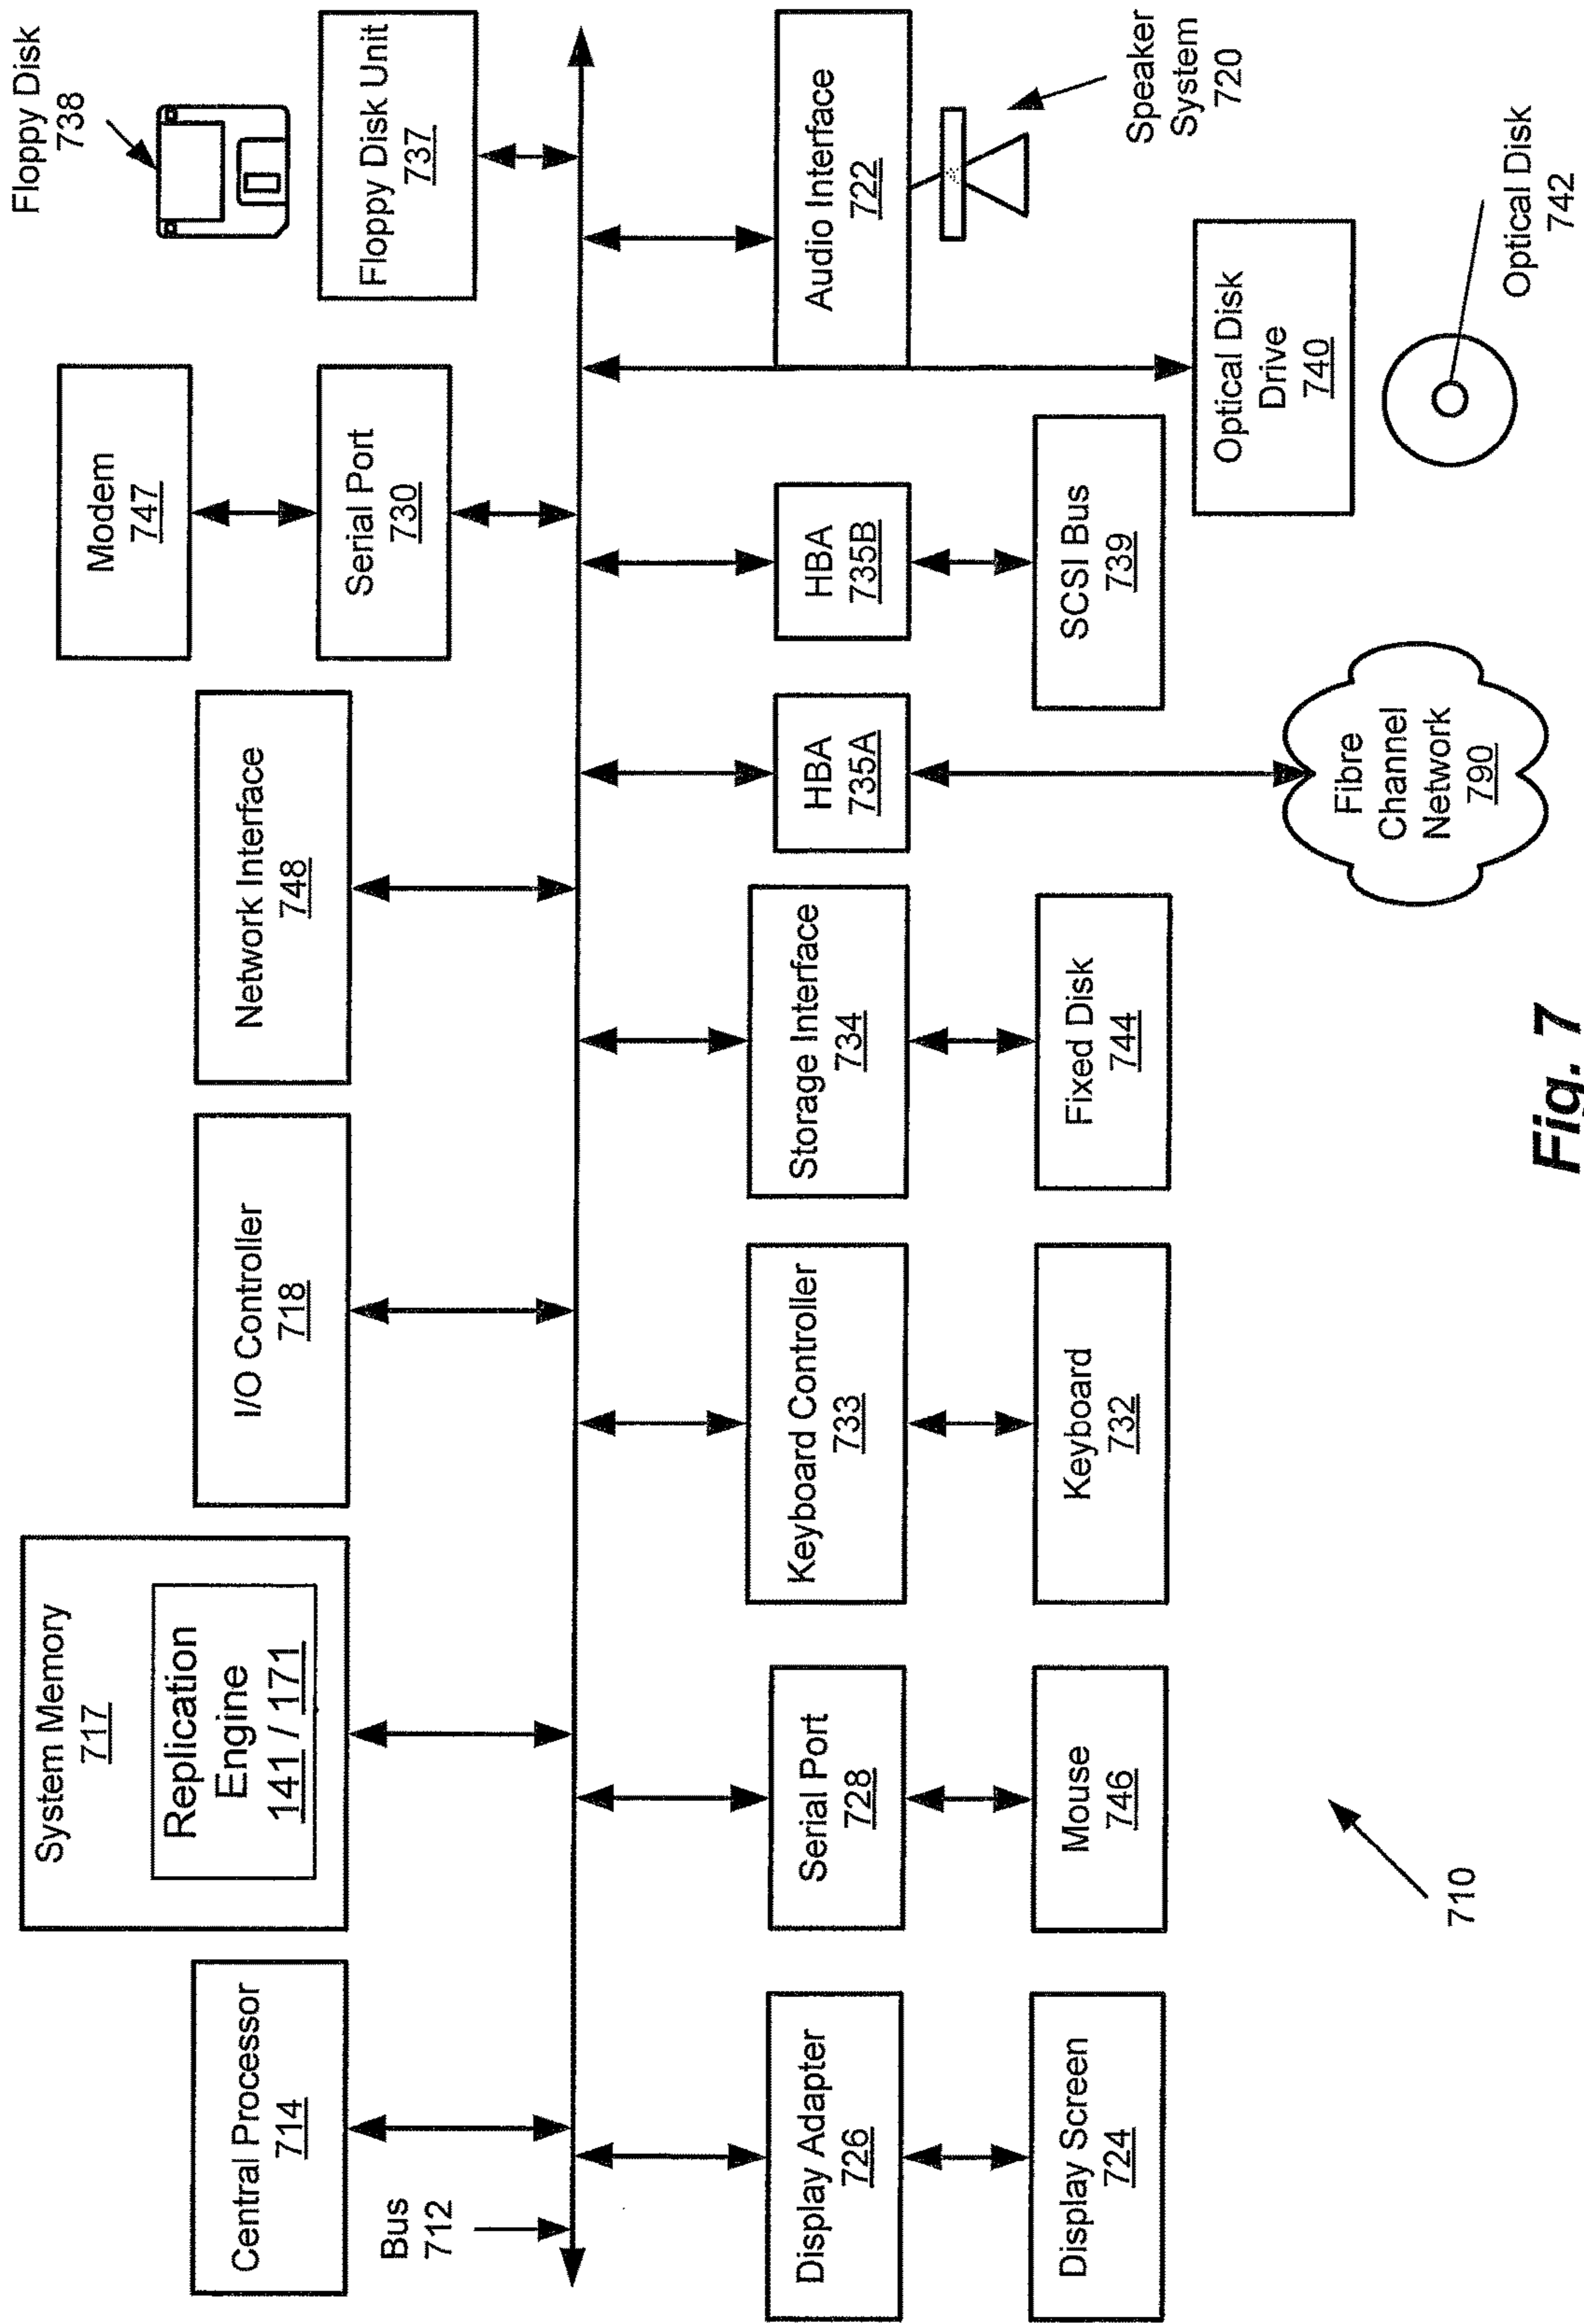 System Memory
717
Replication
Engine
141 / 171
Central Processor
714
I/O Controller
718
Network Interface
748
Modem
747
Serial Port
730
Floppy Disk
738
Floppy Disk Unit
737
Bus
712
Display Adapter
726
Serial Port
728
Keyboard Controller
733
Storage Interface
734
HBA
735A
HBA
735B
Audio Interface
722
Display Screen
724
Mouse
746
Keyboard
732
Fixed Disk
744
SCSI Bus
739
Speaker
System
720
Optical Disk
Drive
740
Fibre
Channel
Network
790
Optical Disk
742
710
Fig. 7